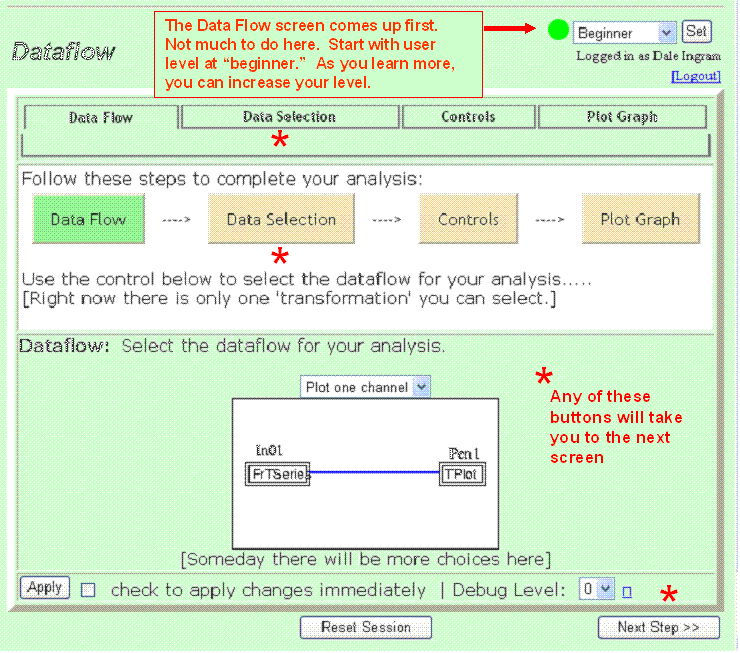 The Data Flow screen comes up first.
Not much to do here.  Start with user
level at “beginner.”  As you learn more,
you can increase your level.
Beginner
Set
Dataflow
Logged in as Dale Ingram
[Logout]
Data Flow
Data Selection
Controls
Plot Graph
*
Follow these steps to complete your analysis:
Data Flow ----> Data Selection ----> Controls ----> Plot Graph
*
Use the control below to select the dataflow for your analysis.....
[Right now there is only one 'transformation' you can select.]
Dataflow: Select the dataflow for your analysis.
Plot one channel
*
Any of these
buttons will take
you to the next
screen
In01
FrTSeries
Pen1
TPlot
[Someday there will be more choices here]
Apply
check to apply changes immediately | Debug Level: 0
*
Reset Session
Next Step >>